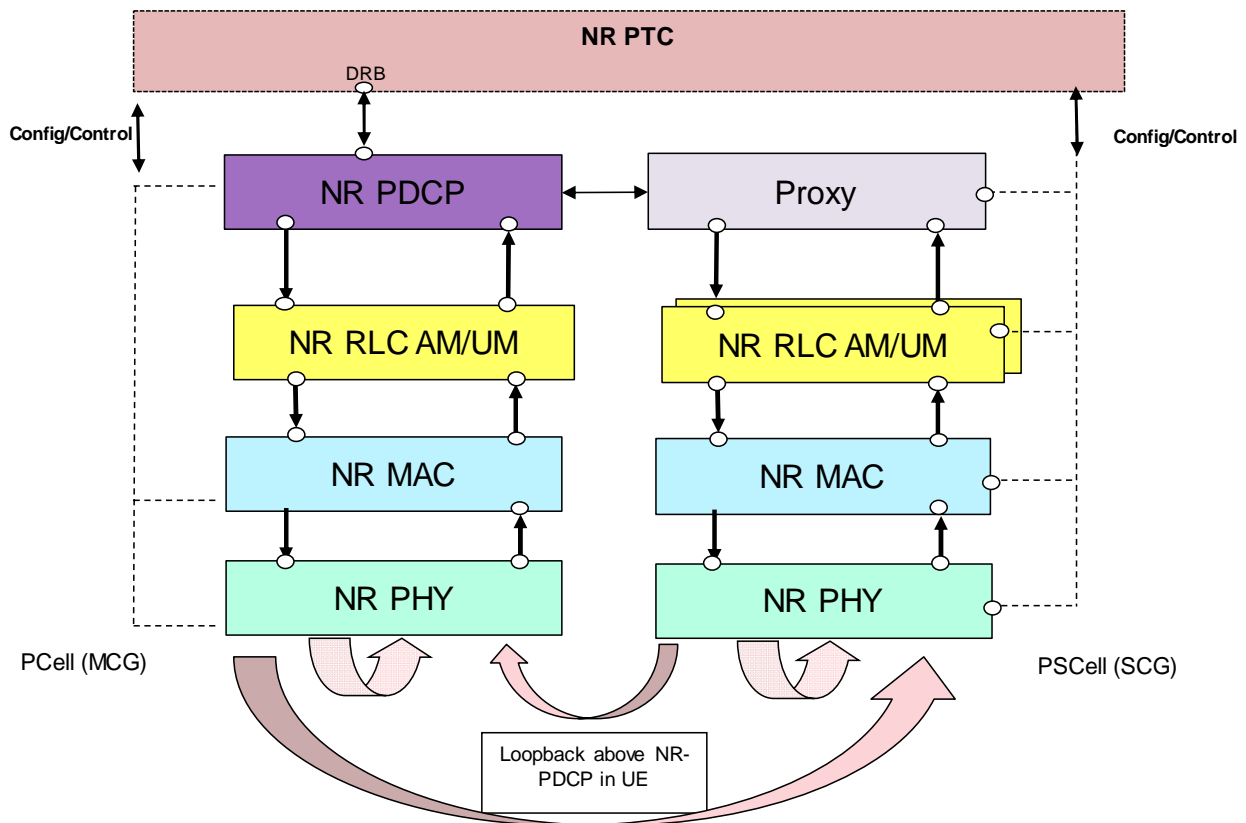 NR PTC
DRB
Config/Control
Config/Control
NR PDCP
Proxy
NR RLC AM/UM
NR RLC AM/UM
NR MAC
NR MAC
NR PHY
NR PHY
PCell (MCG)
PSCell (SCG)
Loopback above NR-
PDCP in UE